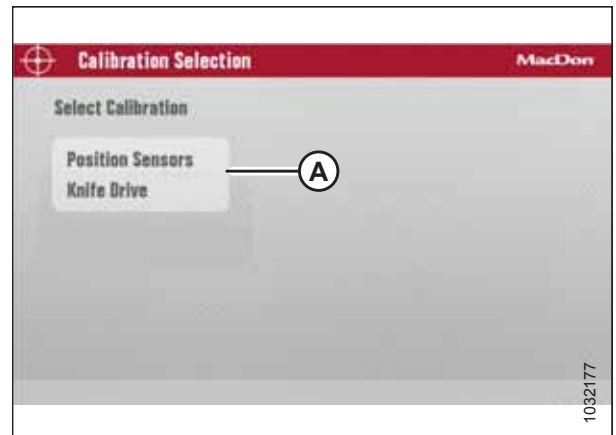 Calibration Selection MacDon
Select Calibration
Position Sensors
Knife Drive
A
1032177